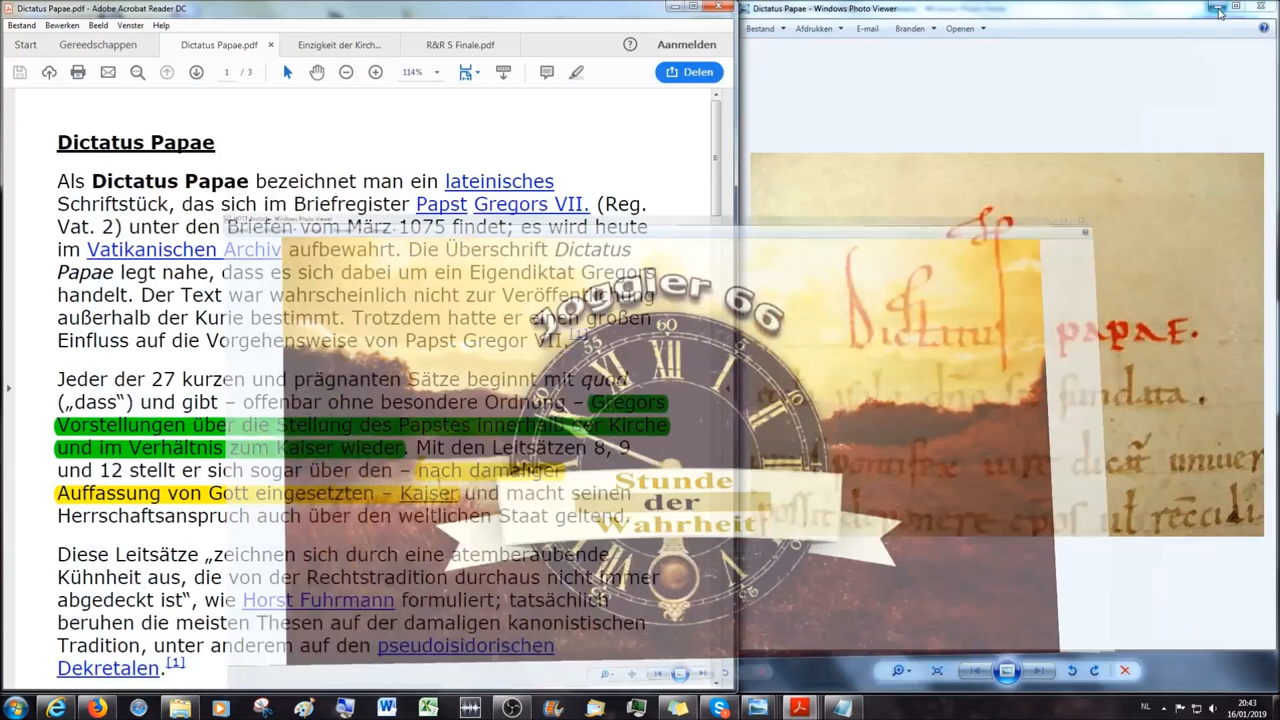 Dictatus Papae.pdf - Adobe Acrobat Reader DC
Bestand Bewerken Beeld Venster Help
Start Gereedschappen Dictatus Papae.pdf × Einzigkeit der Kirch... R&R 5 Finale.pdf Aanmelden
1 / 3 114% Delen
Dictatus Papae
Als Dictatus Papae bezeichnet man ein lateinisches
Schriftstück, das sich im Briefregister Papst Gregors VII. (Reg.
Vat. 2) unter den Briefen vom März 1075 findet; es wird heute
im Vatikanischen Archiv aufbewahrt. Die Überschrift Dictatus
Papae legt nahe, dass es sich dabei um ein Eigendiktat Gregors
handelt. Der Text war wahrscheinlich nicht zur Veröffentlichung
außerhalb der Kurie bestimmt. Trotzdem hatte er einen großen
Einfluss auf die Vorgehensweise von Papst Gregor VII.[1]
Jeder der 27 kurzen und prägnanten Sätze beginnt mit quod
(„dass“) und gibt – offenbar ohne besondere Ordnung – Gregors
Vorstellungen über die Stellung des Papstes innerhalb der Kirche
und im Verhältnis zum Kaiser wieder. Mit den Leitsätzen 8, 9
und 12 stellt er sich sogar über den – nach damaliger
Auffassung von Gott eingesetzten – Kaiser und macht seinen
Herrschaftsanspruch auch über den weltlichen Staat geltend.
Diese Leitsätze „zeichnen sich durch eine atemberaubende
Kühnheit aus, die von der Rechtstradition durchaus nicht immer
abgedeckt ist“, wie Horst Fuhrmann formuliert; tatsächlich
beruhen die meisten Thesen auf der damaligen kanonistischen
Tradition, unter anderem auf den pseudoisidorischen
Dekretalen.[1]
Dictatus Papae - Windows Photo Viewer
Bestand Afdrukken E-mail Branden Openen
Dictatus papae.
fundata .
Joggler 66
60
55
XII
I
Stunde
der
Wahrheit
NL
20:43
16/01/2019